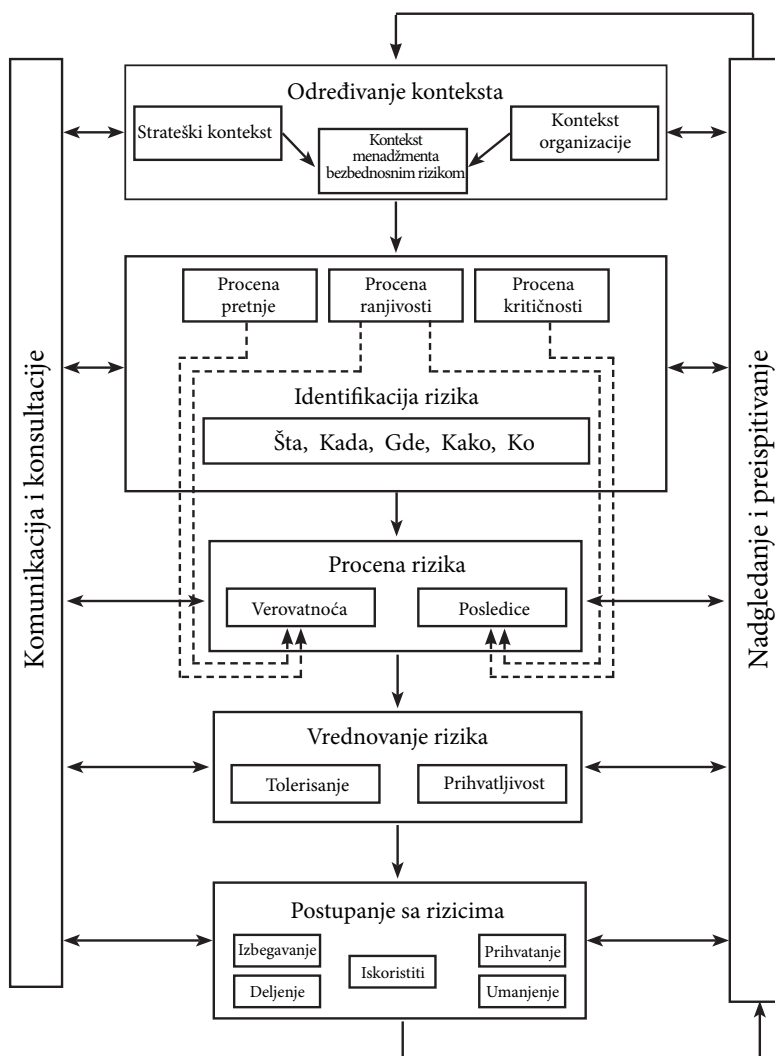 Određivanje konteksta
Strateški kontekst
Kontekst
menadžmenta
bezbednosnim rizikom
Kontekst
organizacije
Procena
pretnje
Procena
ranjivosti
Procena
kritičnosti
Identifikacija rizika
Šta, Kada, Gde, Kako, Ko
Procena rizika
Verovatnoća
Posledice
Vrednovanje rizika
Tolerisanje
Prihvatljivost
Postupanje sa rizicima
Izbegavanje
Iskoristiti
Prihvatanje
Deljenje
Umanjenje
Komunikacija i konsultacije
Nadgledanje i preispitivanje